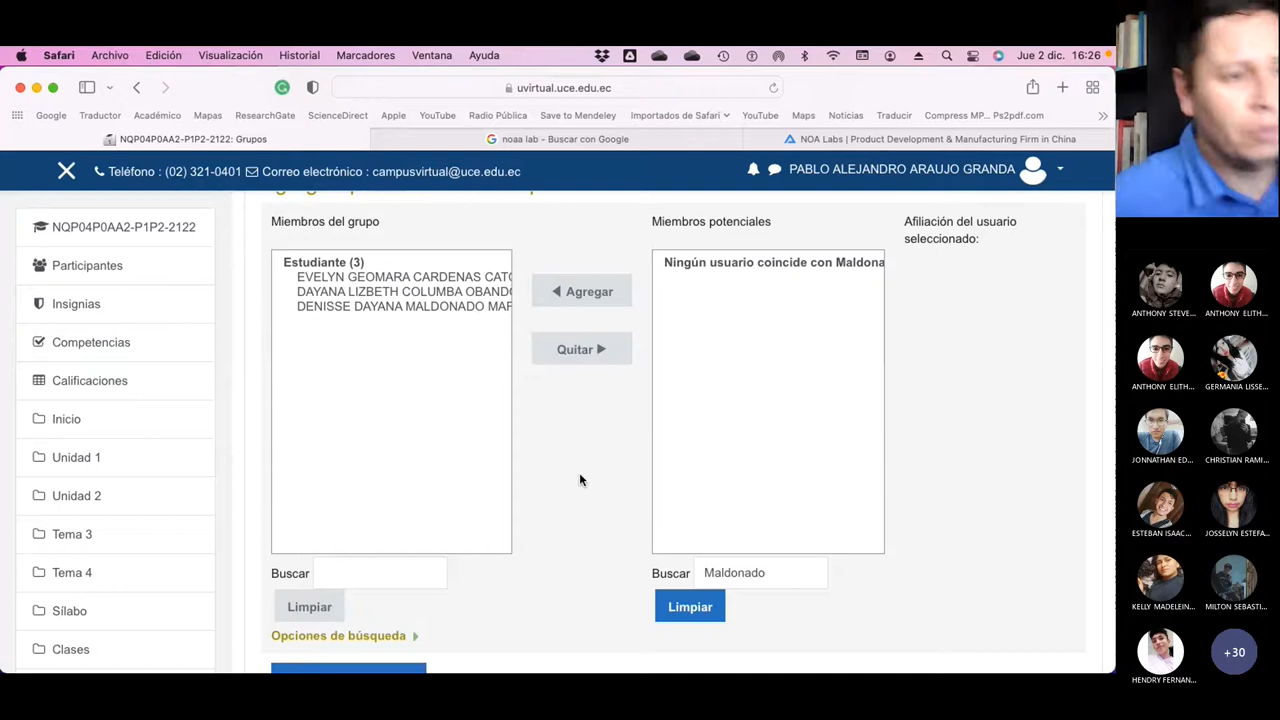 Safari Archivo Edición Visualización Historial Marcadores Ventana Ayuda Jue 2 dic. 16:26
uvirtual.uce.edu.ec
Google Traductor Académico Mapas ResearchGate ScienceDirect Apple YouTube Radio Pública Save to Mendeley Importados de Safari YouTube Maps Noticias Traducir Compress MP... Ps2pdf.com
NQP04P0AA2-P1P2-2122: Grupos
noaa lab - Buscar con Google
NOA Labs | Product Development & Manufacturing Firm in China
Teléfono : (02) 321-0401 Correo electrónico : campusvirtual@uce.edu.ec
PABLO ALEJANDRO ARAUJO GRANDA
NQP04P0AA2-P1P2-2122
Participantes
Insignias
Competencias
Calificaciones
Inicio
Unidad 1
Unidad 2
Tema 3
Tema 4
Sílabo
Clases
Miembros del grupo
Estudiante (3)
EVELYN GEOMARA CARDENAS CATO
DAYANA LIZBETH COLUMBA OBANDO
DENISSE DAYANA MALDONADO MAR
Buscar
Limpiar
Opciones de búsqueda
Agregar
Quitar
Miembros potenciales
Ningún usuario coincide con Maldona
Buscar Maldonado
Limpiar
Afiliación del usuario
seleccionado:
ANTHONY STEVE...
ANTHONY ELITH...
ANTHONY ELITH...
GERMANIA LISSE...
JONNATHAN ED...
CHRISTIAN RAMI...
ESTEBAN ISAAC...
JOSSELYN ESTEFA...
KELLY MADELEIN...
MILTON SEBASTI...
HENDRY FERNAN...
+30